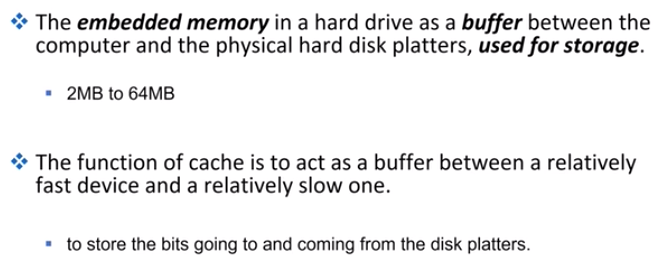 ❖ The embedded memory in a hard drive as a buffer between the
computer and the physical hard disk platters, used for storage.
▪ 2MB to 64MB
❖ The function of cache is to act as a buffer between a relatively
fast device and a relatively slow one.
▪ to store the bits going to and coming from the disk platters.